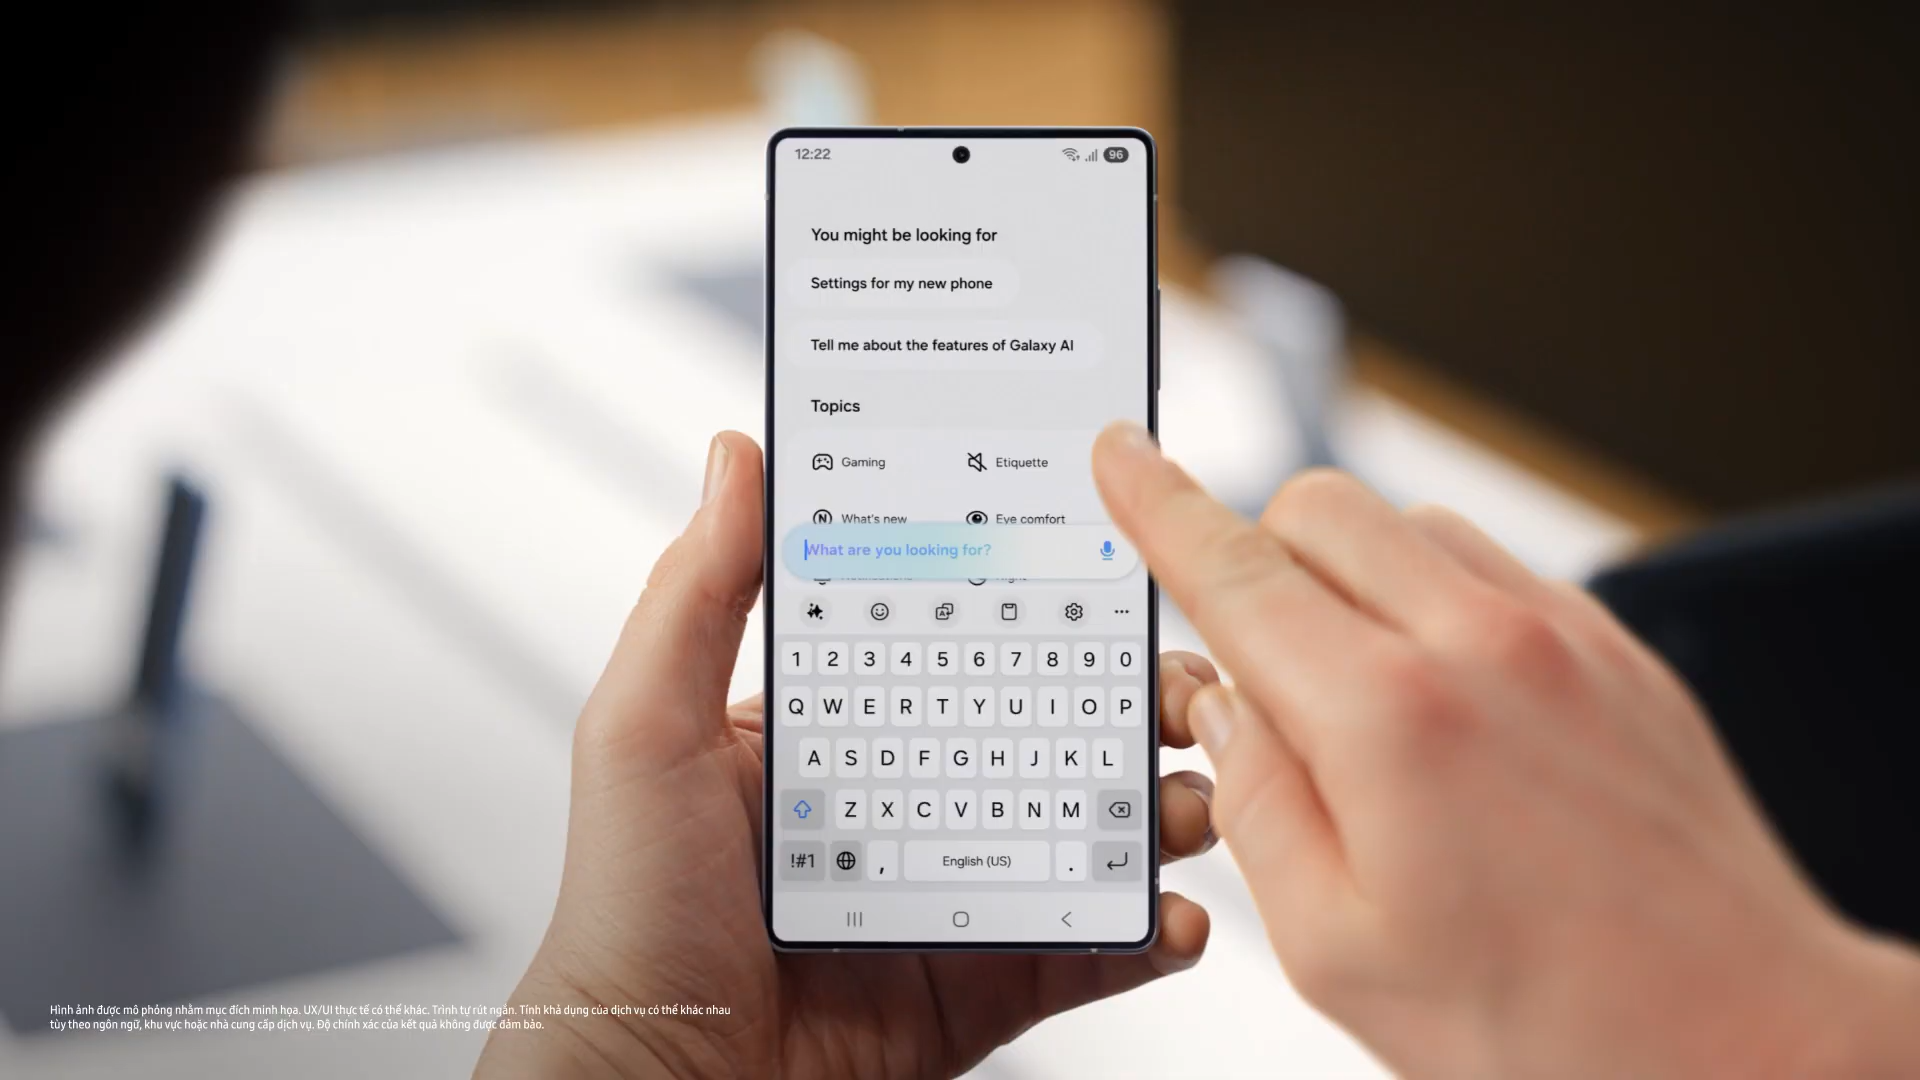 12:22
96
You might be looking for
Settings for my new phone
Tell me about the features of Galaxy AI
Topics
Gaming
Etiquette
What's new
Eye comfort
What are you looking for?
1 2 3 4 5 6 7 8 9 0
Q W E R T Y U I O P
A S D F G H J K L
Z X C V B N M
!#1 , English (US) .
Hình ảnh được mô phỏng nhằm mục đích minh họa. UX/UI thực tế có thể khác. Trình tự rút ngắn. Tính khả dụng của dịch vụ có thể khác nhau
tùy theo ngôn ngữ, khu vực hoặc nhà cung cấp dịch vụ. Độ chính xác của kết quả không được đảm bảo.